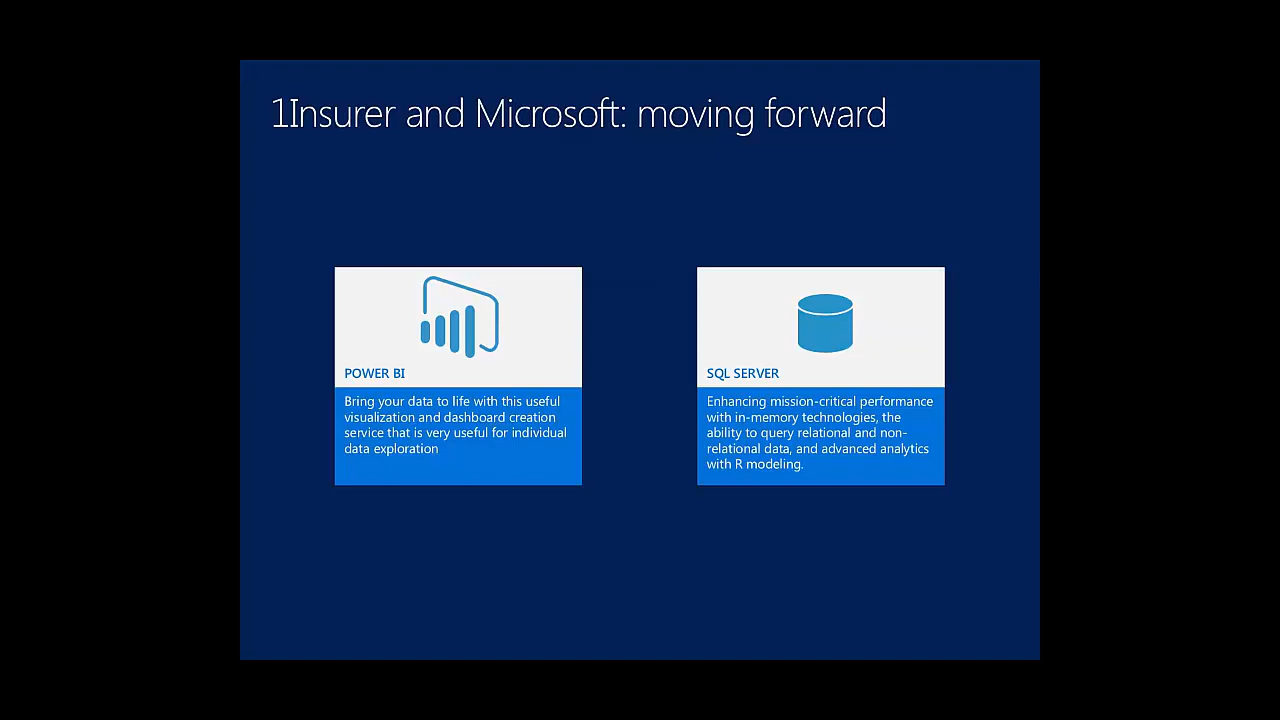 1Insurer and Microsoft: moving forward
POWER BI
Bring your data to life with this useful
visualization and dashboard creation
service that is very useful for individual
data exploration
SQL SERVER
Enhancing mission-critical performance
with in-memory technologies, the
ability to query relational and non-
relational data, and advanced analytics
with R modeling.